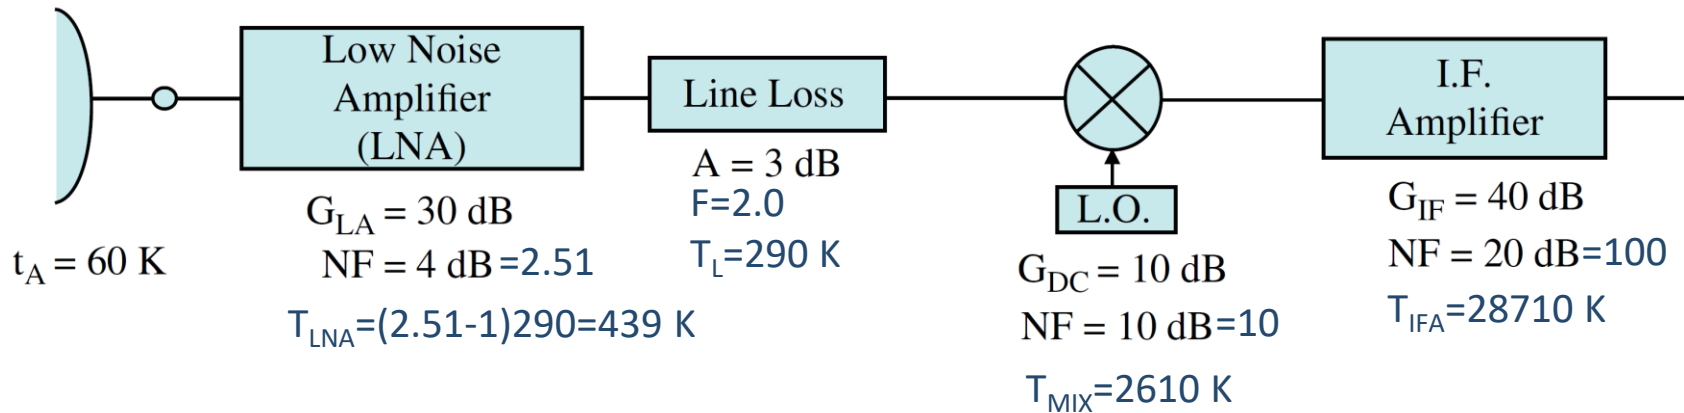 Low Noise
Amplifier
(LNA)
Line Loss
I.F.
Amplifier
L.O.
t_A = 60 K
G_LA = 30 dB
NF = 4 dB =2.51
T_LNA=(2.51-1)290=439 K
A = 3 dB
F=2.0
T_L=290 K
G_DC = 10 dB
NF = 10 dB=10
T_MIX=2610 K
G_IF = 40 dB
NF = 20 dB=100
T_IFA=28710 K